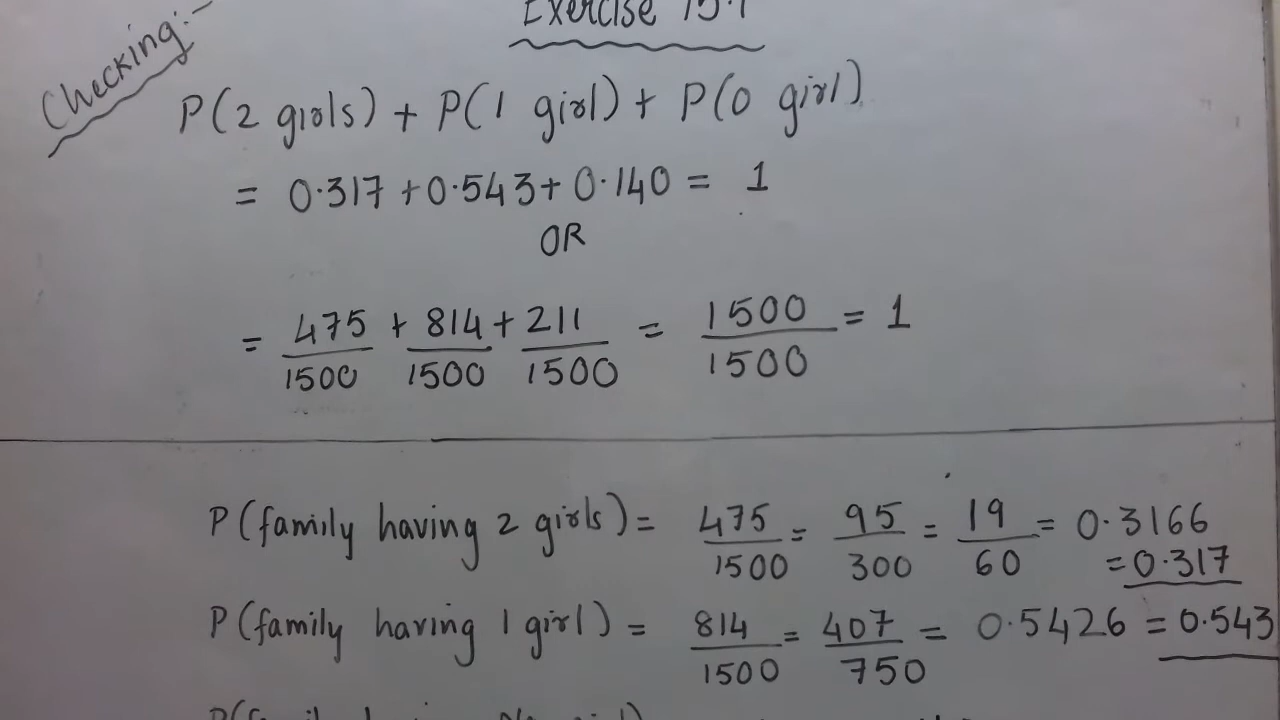 Exercise 15.1
Checking:-
P(2 girls) + P(1 girl) + P(0 girl)
= 0.317 + 0.543 + 0.140 = 1
OR
= 475/1500 + 814/1500 + 211/1500 = 1500/1500 = 1
P(family having 2 girls) = 475/1500 = 95/300 = 19/60 = 0.3166
= 0.317
P(family having 1 girl) = 814/1500 = 407/750 = 0.5426 = 0.543